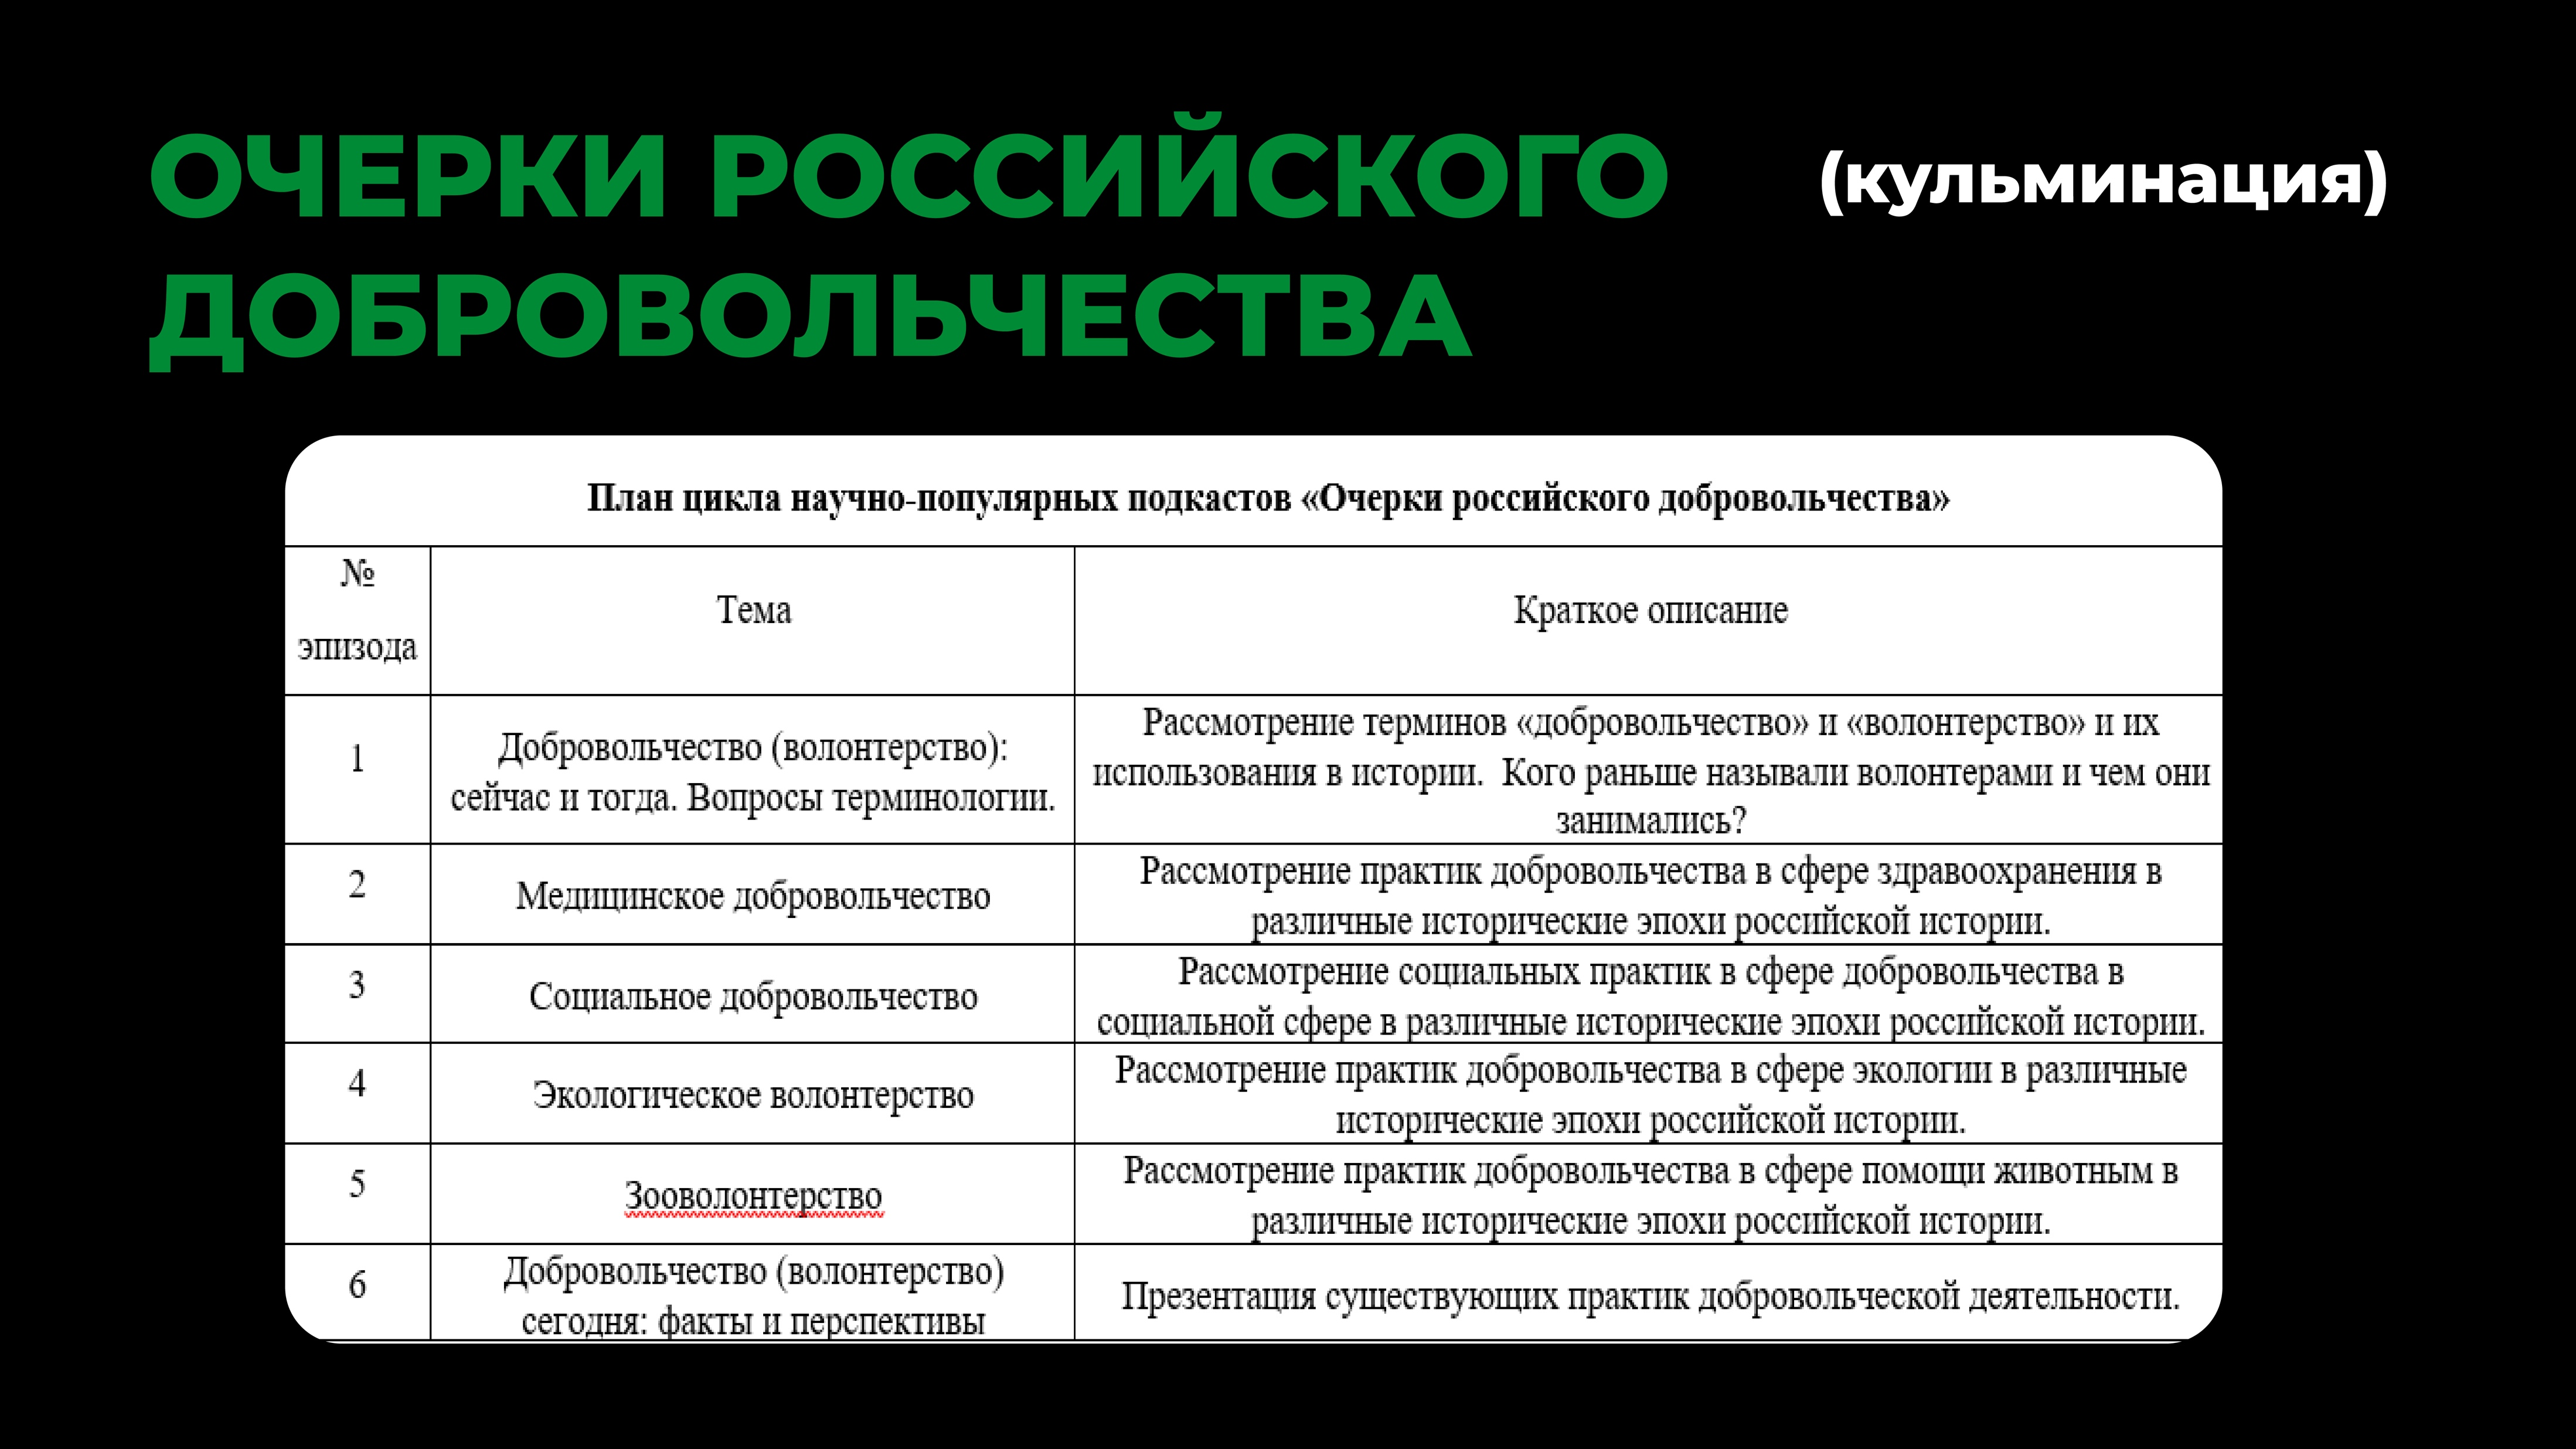 ОЧЕРКИ РОССИЙСКОГО (кульминация)
ДОБРОВОЛЬЧЕСТВА
План цикла научно-популярных подкастов «Очерки российского добровольчества»
№
эпизода
Тема
Краткое описание
1
Добровольчество (волонтерство):
сейчас и тогда. Вопросы терминологии.
Рассмотрение терминов «добровольчество» и «волонтерство» и их
использования в истории.  Кого раньше называли волонтерами и чем они
занимались?
2
Медицинское добровольчество
Рассмотрение практик добровольчества в сфере здравоохранения в
различные исторические эпохи российской истории.
3
Социальное добровольчество
Рассмотрение социальных практик в сфере добровольчества в
социальной сфере в различные исторические эпохи российской истории.
4
Экологическое волонтерство
Рассмотрение практик добровольчества в сфере экологии в различные
исторические эпохи российской истории.
5
Зооволонтерство
Рассмотрение практик добровольчества в сфере помощи животным в
различные исторические эпохи российской истории.
6
Добровольчество (волонтерство)
сегодня: факты и перспективы
Презентация существующих практик добровольческой деятельности.